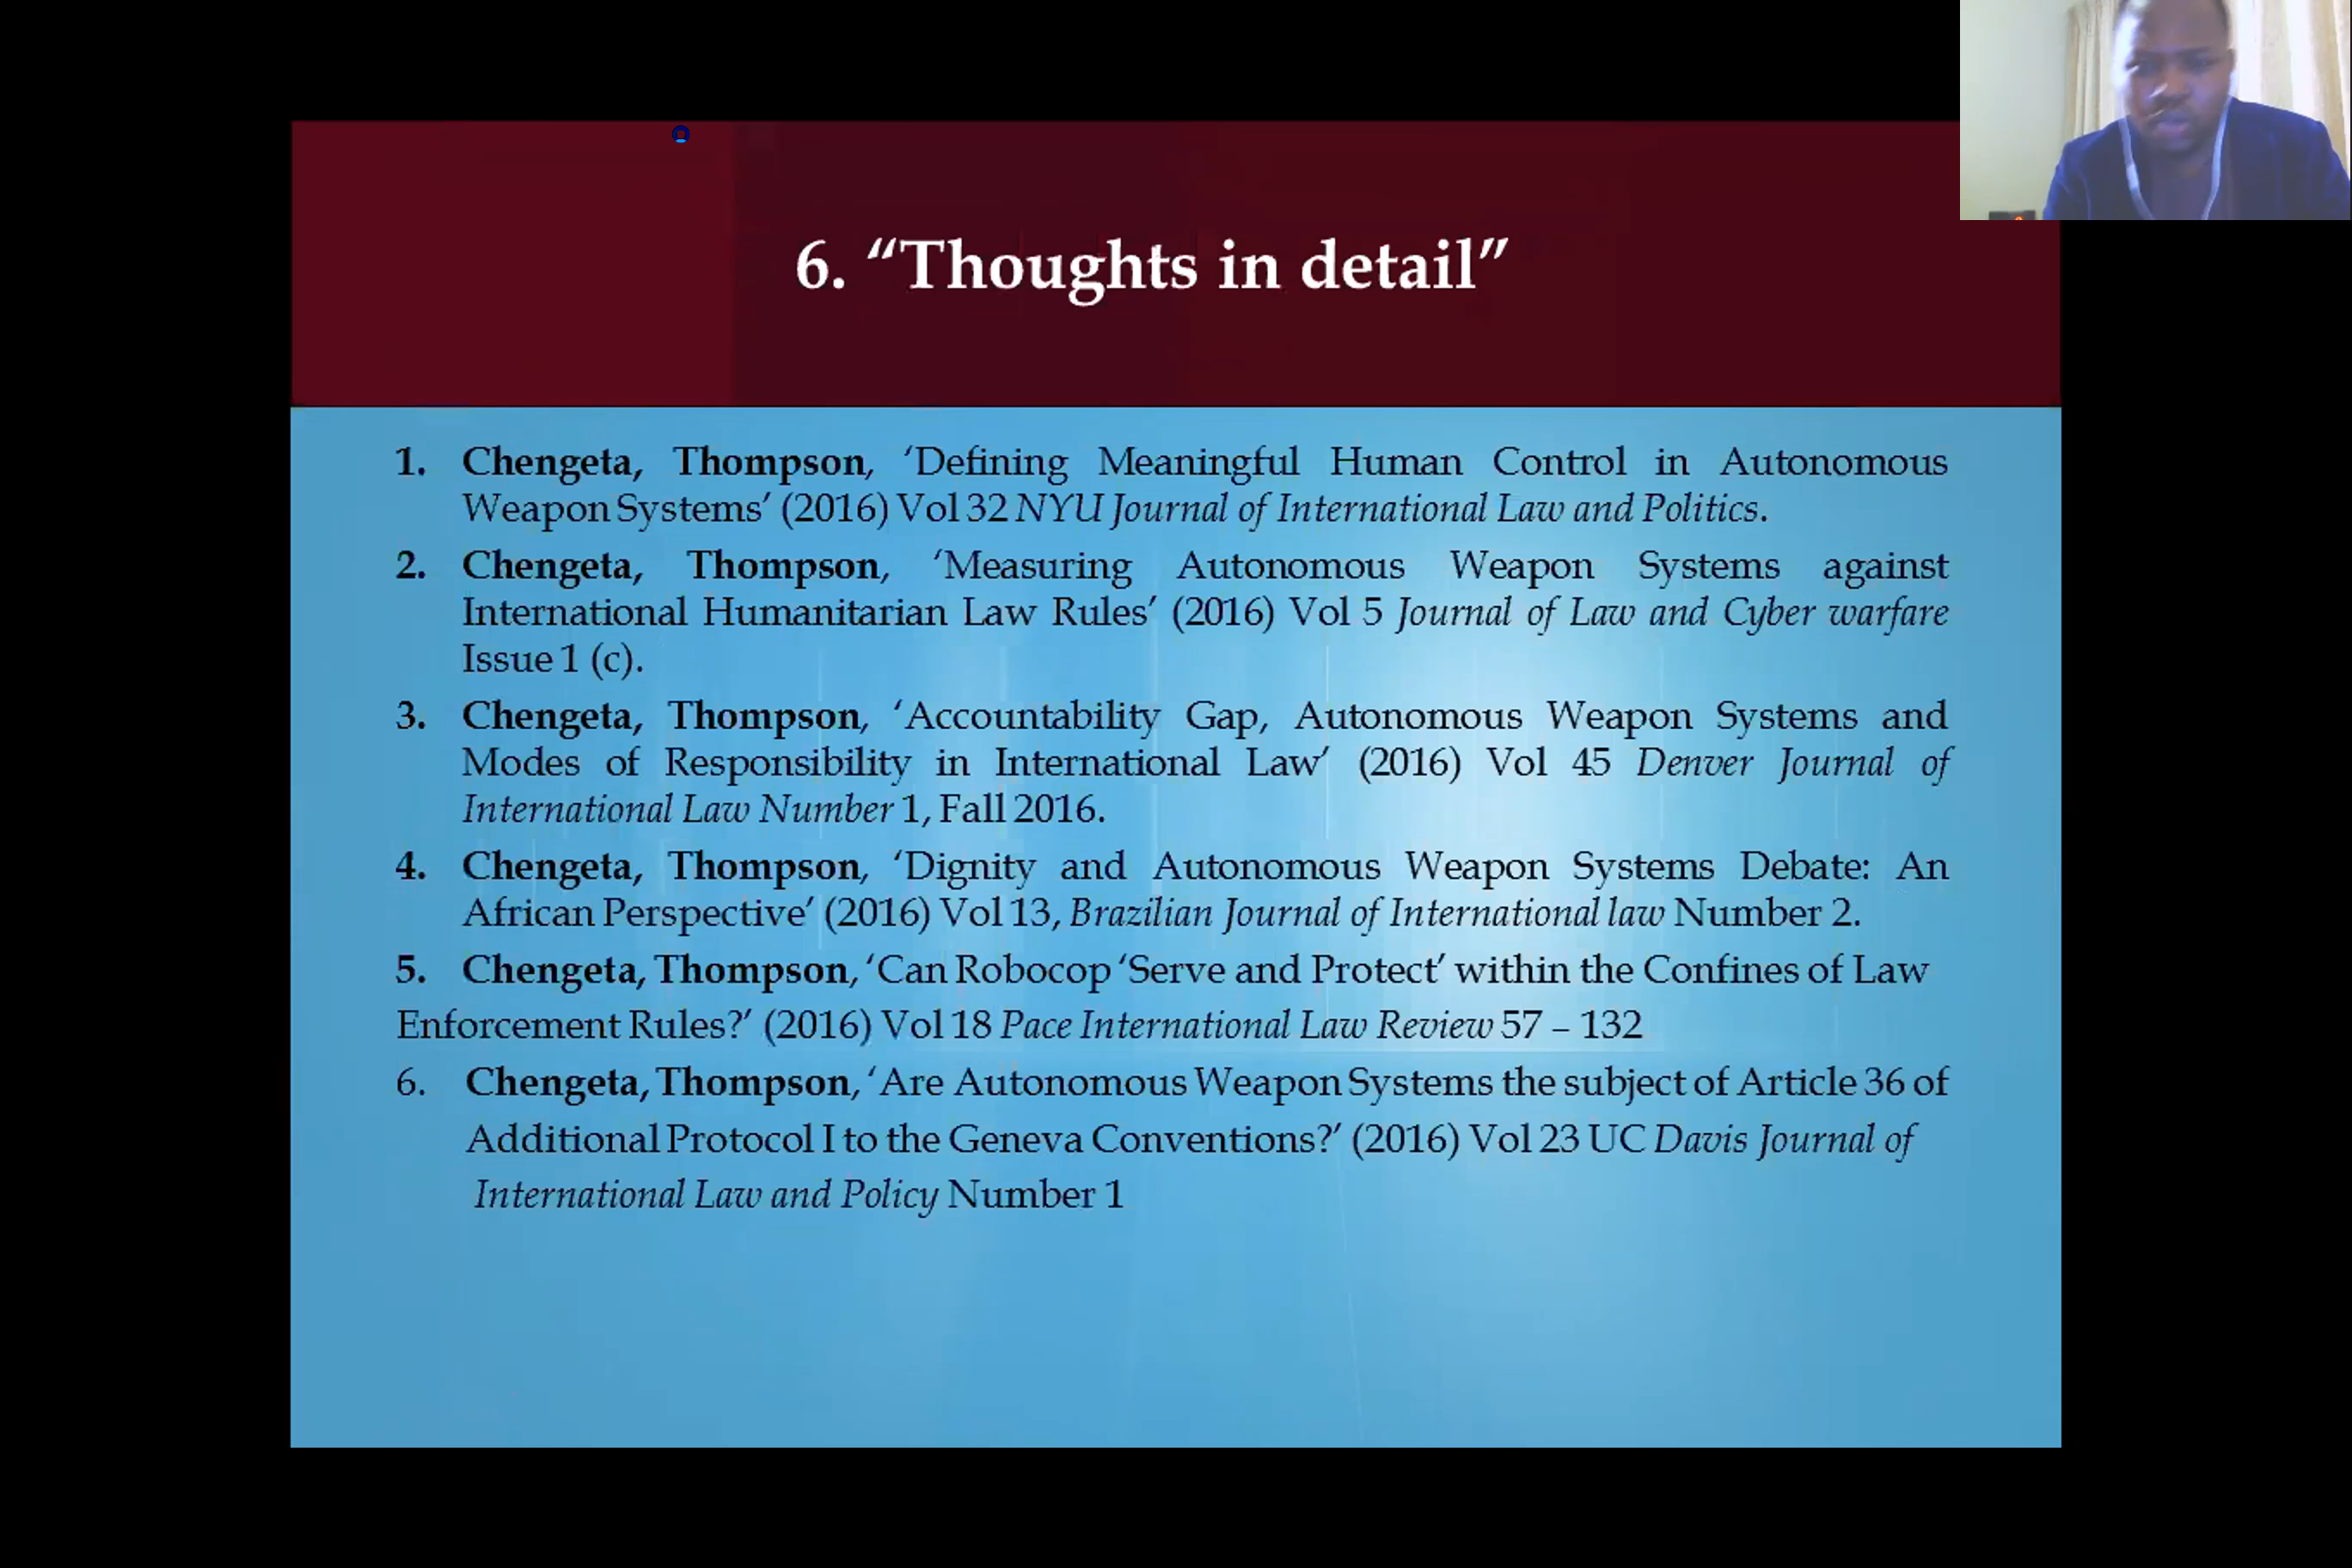 6. “Thoughts in detail”
1. Chengeta, Thompson, ‘Defining Meaningful Human Control in Autonomous
Weapon Systems’ (2016) Vol 32 NYU Journal of International Law and Politics.
2. Chengeta, Thompson, ‘Measuring Autonomous Weapon Systems against
International Humanitarian Law Rules’ (2016) Vol 5 Journal of Law and Cyber warfare
Issue 1 (c).
3. Chengeta, Thompson, ‘Accountability Gap, Autonomous Weapon Systems and
Modes of Responsibility in International Law’ (2016) Vol 45 Denver Journal of
International Law Number 1, Fall 2016.
4. Chengeta, Thompson, ‘Dignity and Autonomous Weapon Systems Debate: An
African Perspective’ (2016) Vol 13, Brazilian Journal of International law Number 2.
5. Chengeta, Thompson, ‘Can Robocop ‘Serve and Protect’ within the Confines of Law
Enforcement Rules?’ (2016) Vol 18 Pace International Law Review 57 – 132
6. Chengeta, Thompson, ‘Are Autonomous Weapon Systems the subject of Article 36 of
Additional Protocol I to the Geneva Conventions?’ (2016) Vol 23 UC Davis Journal of
International Law and Policy Number 1